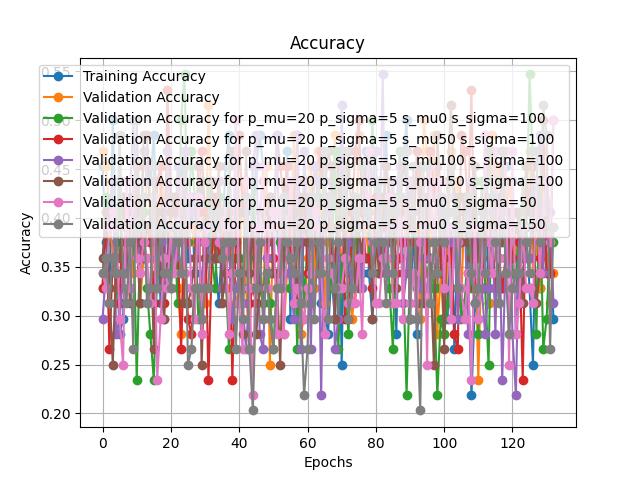 Accuracy
0.55
Training Accuracy
Validation Accuracy
Validation Accuracy for p_mu=20 p_sigma=5 s_mu0 s_sigma=100
0.50
Validation Accuracy for p_mu=20 p_sigma=5 s_mu50 s_sigma=100
Validation Accuracy for p_mu=20 p_sigma=5 s_mu100 s_sigma=100
0.45
Validation Accuracy for p_mu=20 p_sigma=5 s_mu150 s_sigma=100
Validation Accuracy for p_mu=20 p_sigma=5 s_mu0 s_sigma=50
0.40
Validation Accuracy for p_mu=20 p_sigma=5 s_mu0 s_sigma=150
Accuracy
0.35
0.30
0.25
0.20
0 20 40 60 80 100 120
Epochs